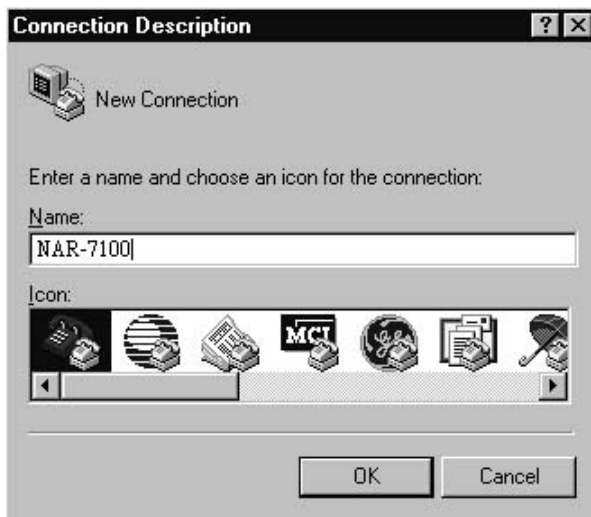 Connection Description
New Connection
Enter a name and choose an icon for the connection:
Name:
NAR-7100
Icon:
MCI
OK
Cancel